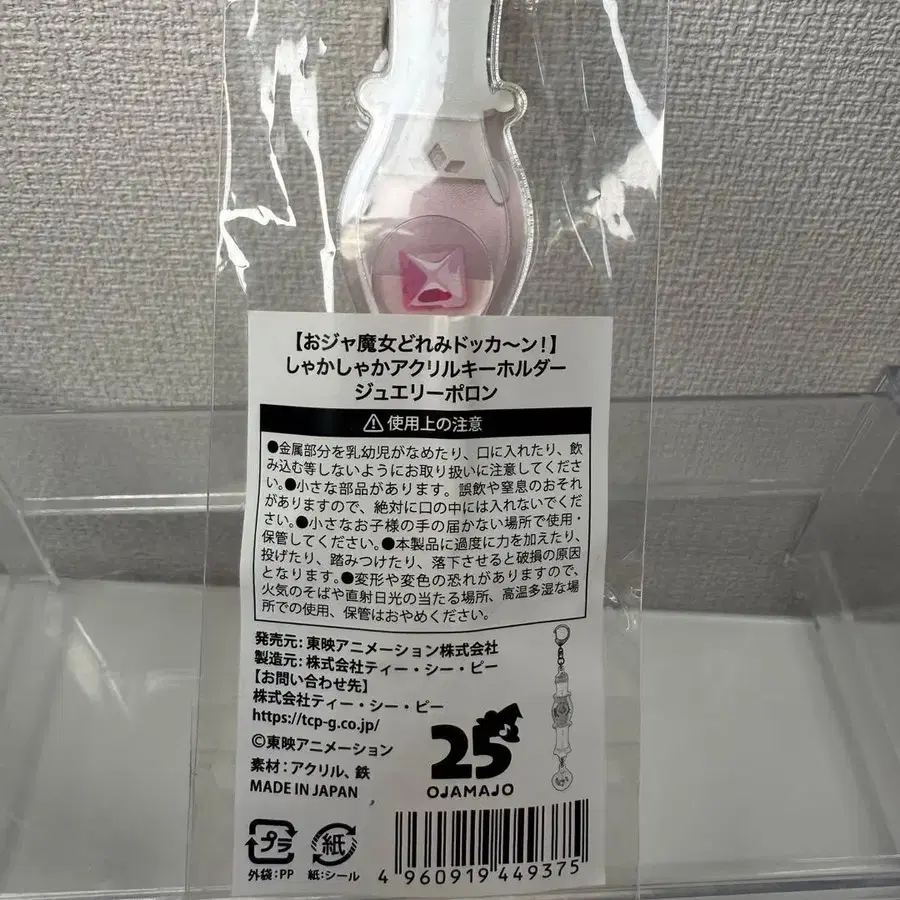 【おジャ魔女どれみドッカ〜ン！】
しゃかしゃかアクリルキーホルダー
ジュエリーポロン
⚠使用上の注意
●金属部分を乳幼児がなめたり、口に入れたり、飲
み込む等しないようにお取り扱いに注意してくださ
い。●小さな部品があります。誤飲や窒息のおそれ
がありますので、絶対に口の中には入れないでくだ
さい。●小さなお子様の手の届かない場所で使用・
保管してください。●本製品に過度に力を加えたり、
投げたり、踏みつけたり、落下させると破損の原因
となります。●変形や変色の恐れがありますので、
火気のそばや直射日光の当たる場所、高温多湿な場
所での使用、保管はおやめください。
発売元：東映アニメーション株式会社
製造元：株式会社ティー・シー・ピー
【お問い合わせ先】
株式会社ティー・シー・ピー
https://tcp-g.co.jp/
©東映アニメーション
素材：アクリル、鉄
MADE IN JAPAN
25
OJAMAJO
プラ
外袋：PP
紙
紙：シール
4 960919 449375